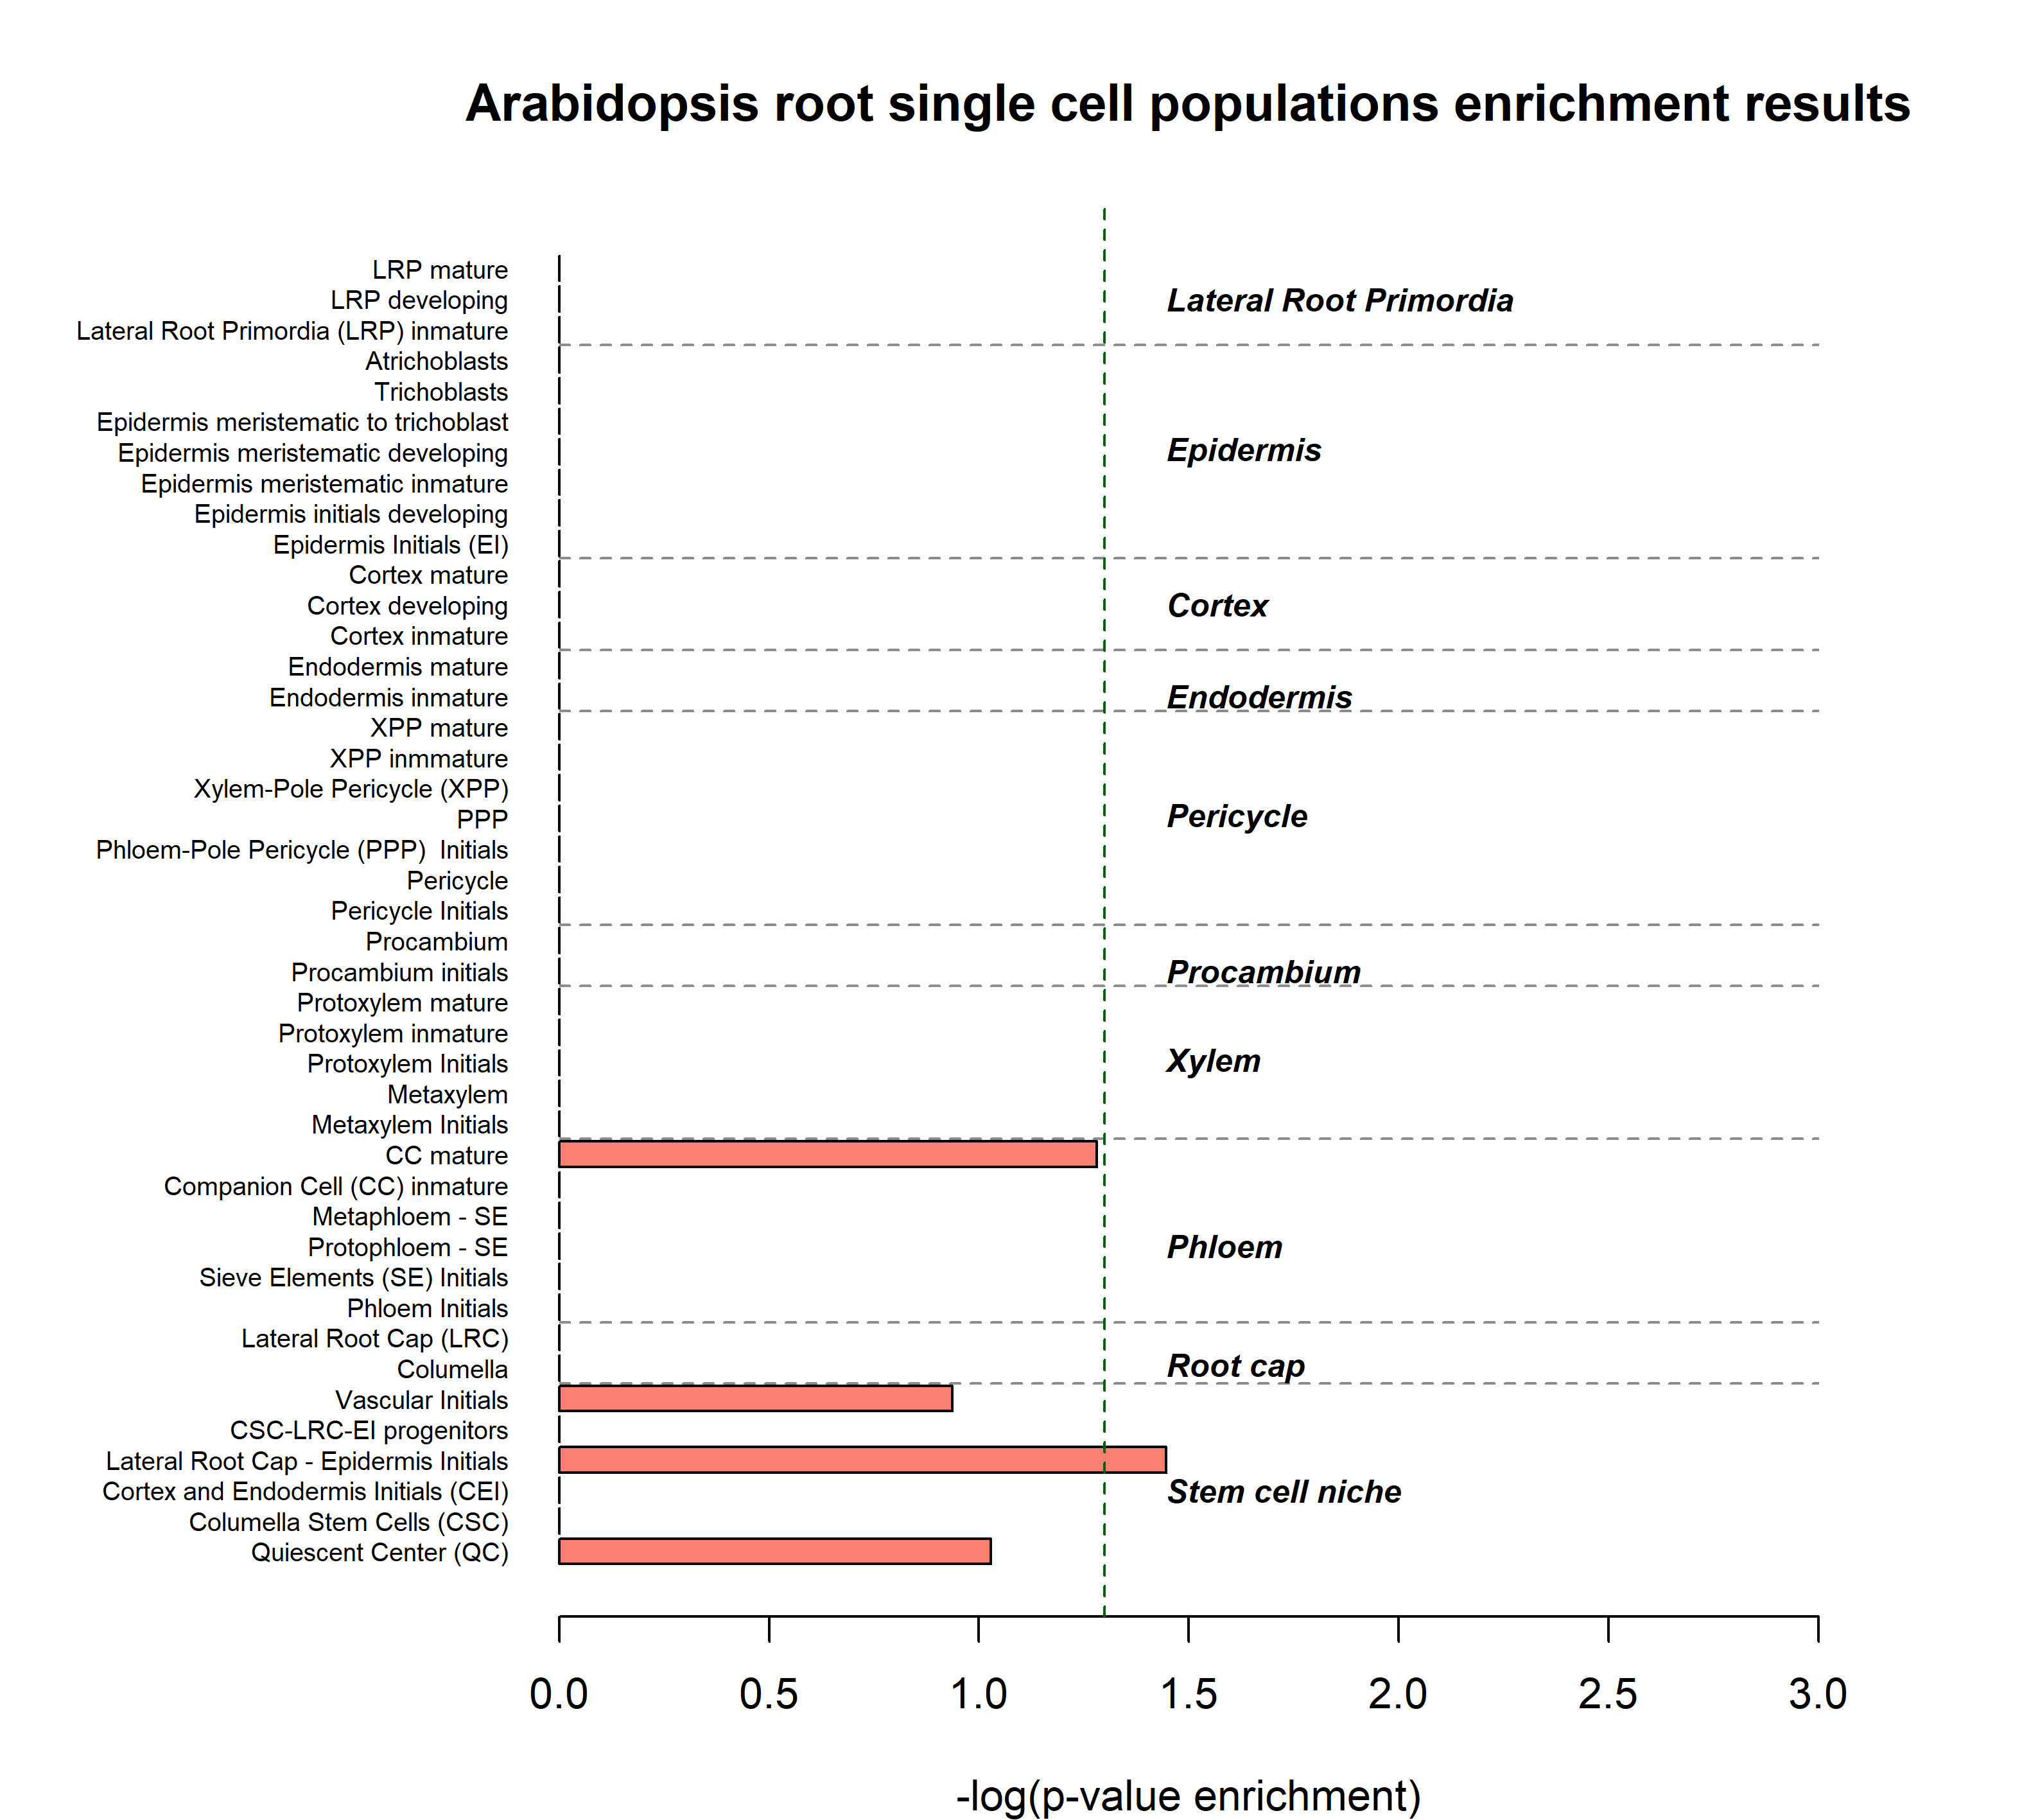 Arabidopsis root single cell populations enrichment results
LRP mature
LRP developing
Lateral Root Primordia
Lateral Root Primordia (LRP) inmature
Atrichoblasts
Trichoblasts
Epidermis meristematic to trichoblast
Epidermis meristematic developing
Epidermis
Epidermis meristematic inmature
Epidermis initials developing
Epidermis Initials (EI)
Cortex mature
Cortex developing
Cortex
Cortex inmature
Endodermis mature
Endodermis inmature
Endodermis
XPP mature
XPP inmmature
Xylem-Pole Pericycle (XPP)
PPP
Pericycle
Phloem-Pole Pericycle (PPP)  Initials
Pericycle
Pericycle Initials
Procambium
Procambium initials
Procambium
Protoxylem mature
Protoxylem inmature
Protoxylem Initials
Xylem
Metaxylem
Metaxylem Initials
CC mature
Companion Cell (CC) inmature
Metaphloem - SE
Protophloem - SE
Phloem
Sieve Elements (SE) Initials
Phloem Initials
Lateral Root Cap (LRC)
Columella
Root cap
Vascular Initials
CSC-LRC-EI progenitors
Lateral Root Cap - Epidermis Initials
Cortex and Endodermis Initials (CEI)
Stem cell niche
Columella Stem Cells (CSC)
Quiescent Center (QC)
0.0 0.5 1.0 1.5 2.0 2.5 3.0
-log(p-value enrichment)